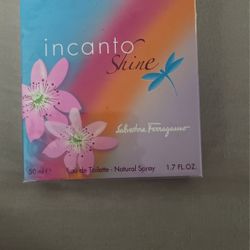 incanto
Shine
Salvatore Ferragamo
50 ml e Eau de Toilette - Natural Spray 1.7 FL. OZ.